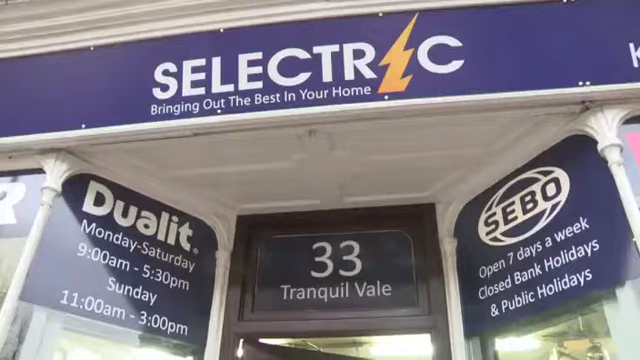 SELECTRIC
Bringing Out The Best In Your Home
Dualit®
Monday-Saturday
9:00am - 5:30pm
Sunday
11:00am - 3:00pm
33
Tranquil Vale
SEBO
Open 7 days a week
Closed Bank Holidays
& Public Holidays